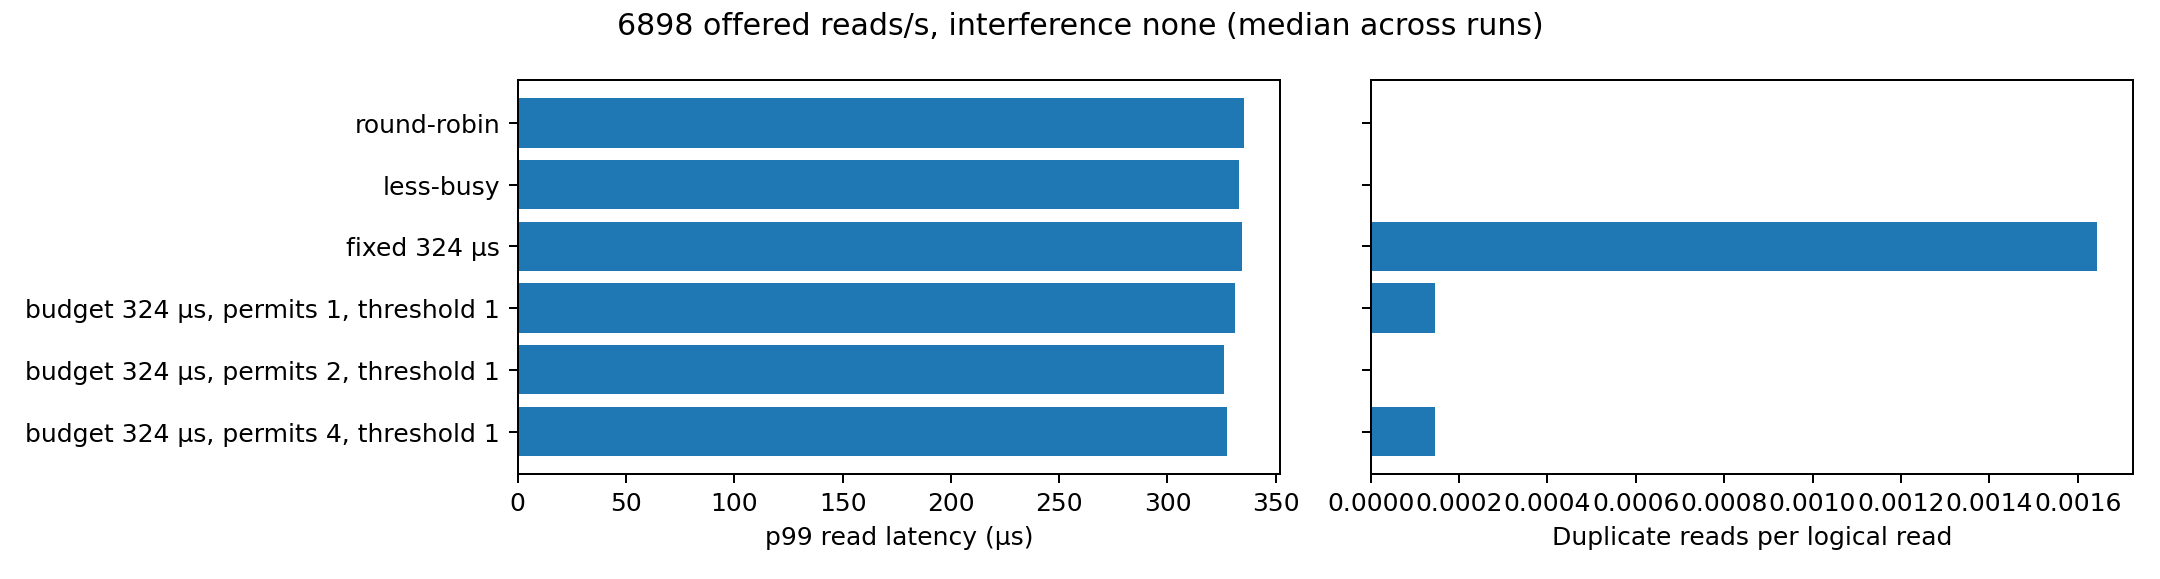 6898 offered reads/s, interference none (median across runs)
round-robin
less-busy
fixed 324 µs
budget 324 µs, permits 1, threshold 1
budget 324 µs, permits 2, threshold 1
budget 324 µs, permits 4, threshold 1
0 50 100 150 200 250 300 350
p99 read latency (µs)
0.0000 0.0002 0.0004 0.0006 0.0008 0.0010 0.0012 0.0014 0.0016
Duplicate reads per logical read